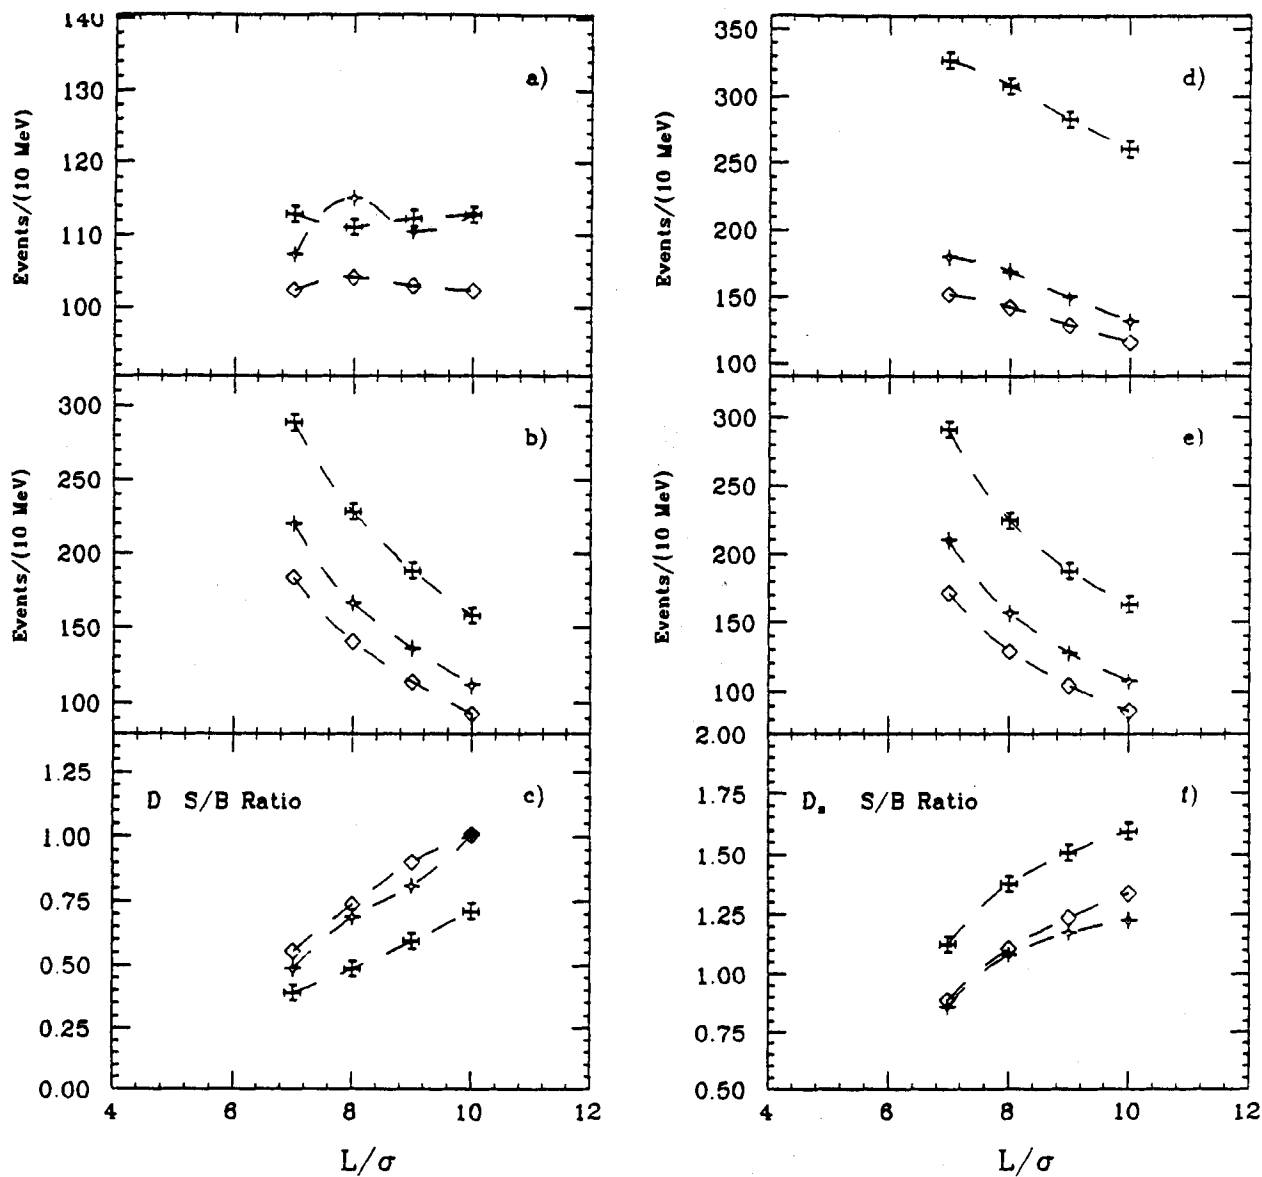 140
130
120
110
100
Events/(10 MeV)
a)
300
250
200
150
100
Events/(10 MeV)
b)
1.25
1.00
0.75
0.50
0.25
0.00
D S/B Ratio
c)
4 6 8 10 12
L/σ
350
300
250
200
150
100
Events/(10 MeV)
d)
300
250
200
150
100
Events/(10 MeV)
e)
2.00
1.75
1.50
1.25
1.00
0.75
0.50
Dₛ S/B Ratio
f)
4 6 8 10 12
L/σ